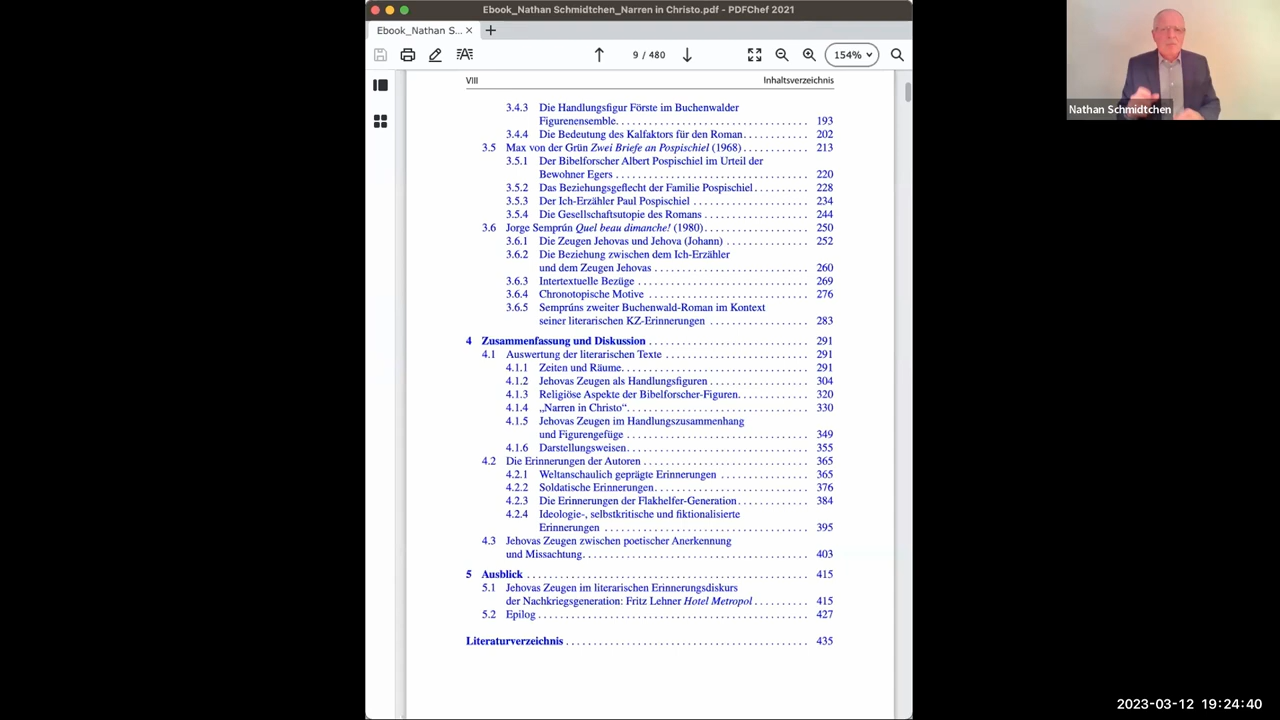 Ebook_Nathan Schmidtchen_Narren in Christo.pdf - PDFChef 2021
Ebook_Nathan S...
9 / 480
154%
VIII Inhaltsverzeichnis
3.4.3 Die Handlungsfigur Förste im Buchenwalder
Figurenensemble. . . . . . . . . . . . . . . . . . . . . . . . . . . . . . . . . . . 193
3.4.4 Die Bedeutung des Kalfaktors für den Roman. . . . . . . . . . . . 202
3.5 Max von der Grün Zwei Briefe an Pospischiel (1968) . . . . . . . . . . . . 213
3.5.1 Der Bibelforscher Albert Pospischiel im Urteil der
Bewohner Egers . . . . . . . . . . . . . . . . . . . . . . . . . . . . . . . . . . . 220
3.5.2 Das Beziehungsgeflecht der Familie Pospischiel . . . . . . . . . . 228
3.5.3 Der Ich-Erzähler Paul Pospischiel . . . . . . . . . . . . . . . . . . . . . 234
3.5.4 Die Gesellschaftsutopie des Romans . . . . . . . . . . . . . . . . . . . 244
3.6 Jorge Semprún Quel beau dimanche! (1980) . . . . . . . . . . . . . . . . . . . 250
3.6.1 Die Zeugen Jehovas und Jehova (Johann) . . . . . . . . . . . . . . . 252
3.6.2 Die Beziehung zwischen dem Ich-Erzähler
und dem Zeugen Jehovas . . . . . . . . . . . . . . . . . . . . . . . . . . . . 260
3.6.3 Intertextuelle Bezüge . . . . . . . . . . . . . . . . . . . . . . . . . . . . . . . 269
3.6.4 Chronotopische Motive . . . . . . . . . . . . . . . . . . . . . . . . . . . . . 276
3.6.5 Semprúns zweiter Buchenwald-Roman im Kontext
seiner literarischen KZ-Erinnerungen . . . . . . . . . . . . . . . . . . 283
4 Zusammenfassung und Diskussion . . . . . . . . . . . . . . . . . . . . . . . . . . . . 291
4.1 Auswertung der literarischen Texte . . . . . . . . . . . . . . . . . . . . . . . . . . 291
4.1.1 Zeiten und Räume. . . . . . . . . . . . . . . . . . . . . . . . . . . . . . . . . . 291
4.1.2 Jehovas Zeugen als Handlungsfiguren . . . . . . . . . . . . . . . . . . 304
4.1.3 Religiöse Aspekte der Bibelforscher-Figuren. . . . . . . . . . . . . 320
4.1.4 „Narren in Christo“. . . . . . . . . . . . . . . . . . . . . . . . . . . . . . . . . 330
4.1.5 Jehovas Zeugen im Handlungszusammenhang
und Figurengefüge . . . . . . . . . . . . . . . . . . . . . . . . . . . . . . . . . 349
4.1.6 Darstellungsweisen. . . . . . . . . . . . . . . . . . . . . . . . . . . . . . . . . 355
4.2 Die Erinnerungen der Autoren . . . . . . . . . . . . . . . . . . . . . . . . . . . . . . 365
4.2.1 Weltanschaulich geprägte Erinnerungen . . . . . . . . . . . . . . . . 365
4.2.2 Soldatische Erinnerungen. . . . . . . . . . . . . . . . . . . . . . . . . . . . 376
4.2.3 Die Erinnerungen der Flakhelfer-Generation . . . . . . . . . . . . . 384
4.2.4 Ideologie-, selbstkritische und fiktionalisierte
Erinnerungen . . . . . . . . . . . . . . . . . . . . . . . . . . . . . . . . . . . . . 395
4.3 Jehovas Zeugen zwischen poetischer Anerkennung
und Missachtung. . . . . . . . . . . . . . . . . . . . . . . . . . . . . . . . . . . . . . . . . 403
5 Ausblick . . . . . . . . . . . . . . . . . . . . . . . . . . . . . . . . . . . . . . . . . . . . . . . . . . . 415
5.1 Jehovas Zeugen im literarischen Erinnerungsdiskurs
der Nachkriegsgeneration: Fritz Lehner Hotel Metropol . . . . . . . . . . 415
5.2 Epilog . . . . . . . . . . . . . . . . . . . . . . . . . . . . . . . . . . . . . . . . . . . . . . . . . 427
Literaturverzeichnis . . . . . . . . . . . . . . . . . . . . . . . . . . . . . . . . . . . . . . . . . . . . 435
Nathan Schmidtchen
2023-03-12 19:24:40